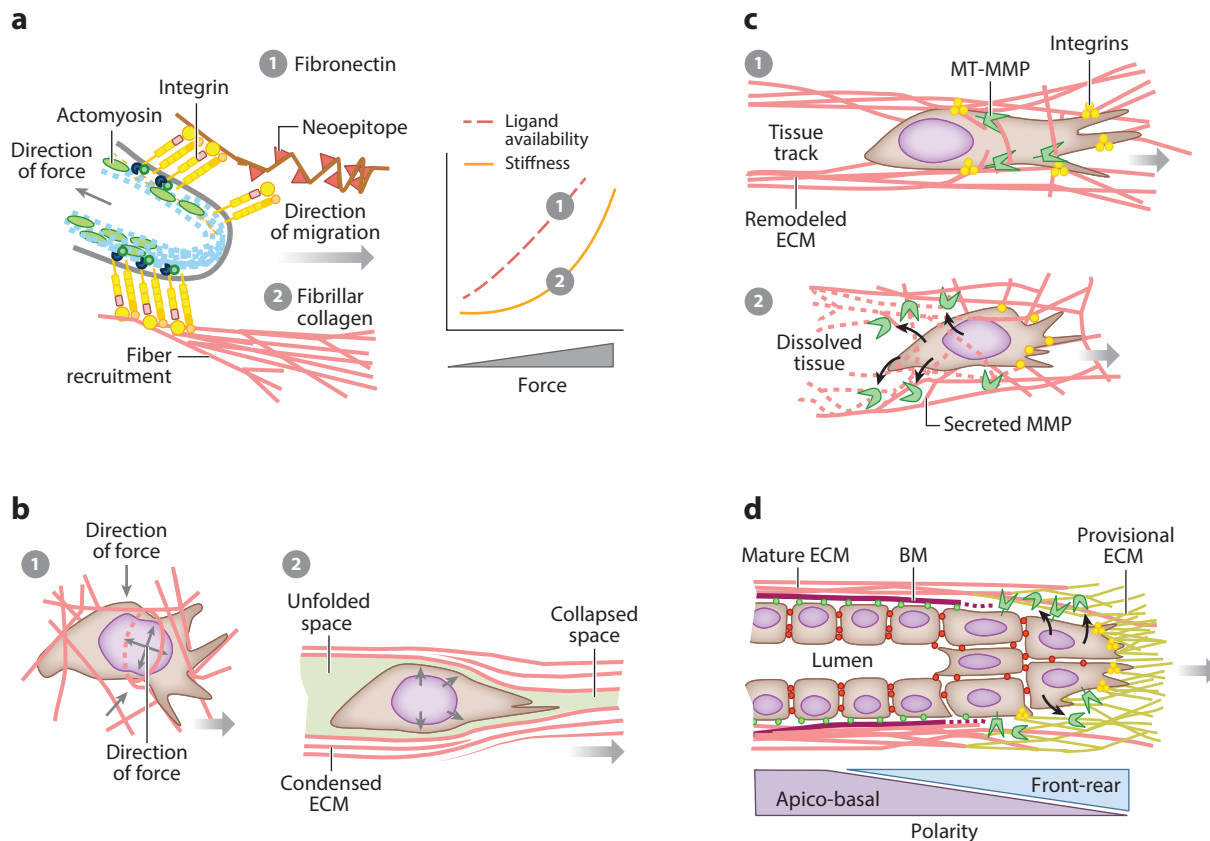 a
1 Fibronectin
Integrin
Actomyosin
Neoepitope
Direction
of force
Direction
of migration
2 Fibrillar
collagen
Fiber
recruitment
Ligand
availability
Stiffness
1
2
Force
b
1
Direction
of force
Direction
of force
2
Unfolded
space
Collapsed
space
Condensed
ECM
c
1
Integrins
MT-MMP
Tissue
track
Remodeled
ECM
2
Dissolved
tissue
Secreted MMP
d
Mature ECM
BM
Provisional
ECM
Lumen
Apico-basal
Front-rear
Polarity